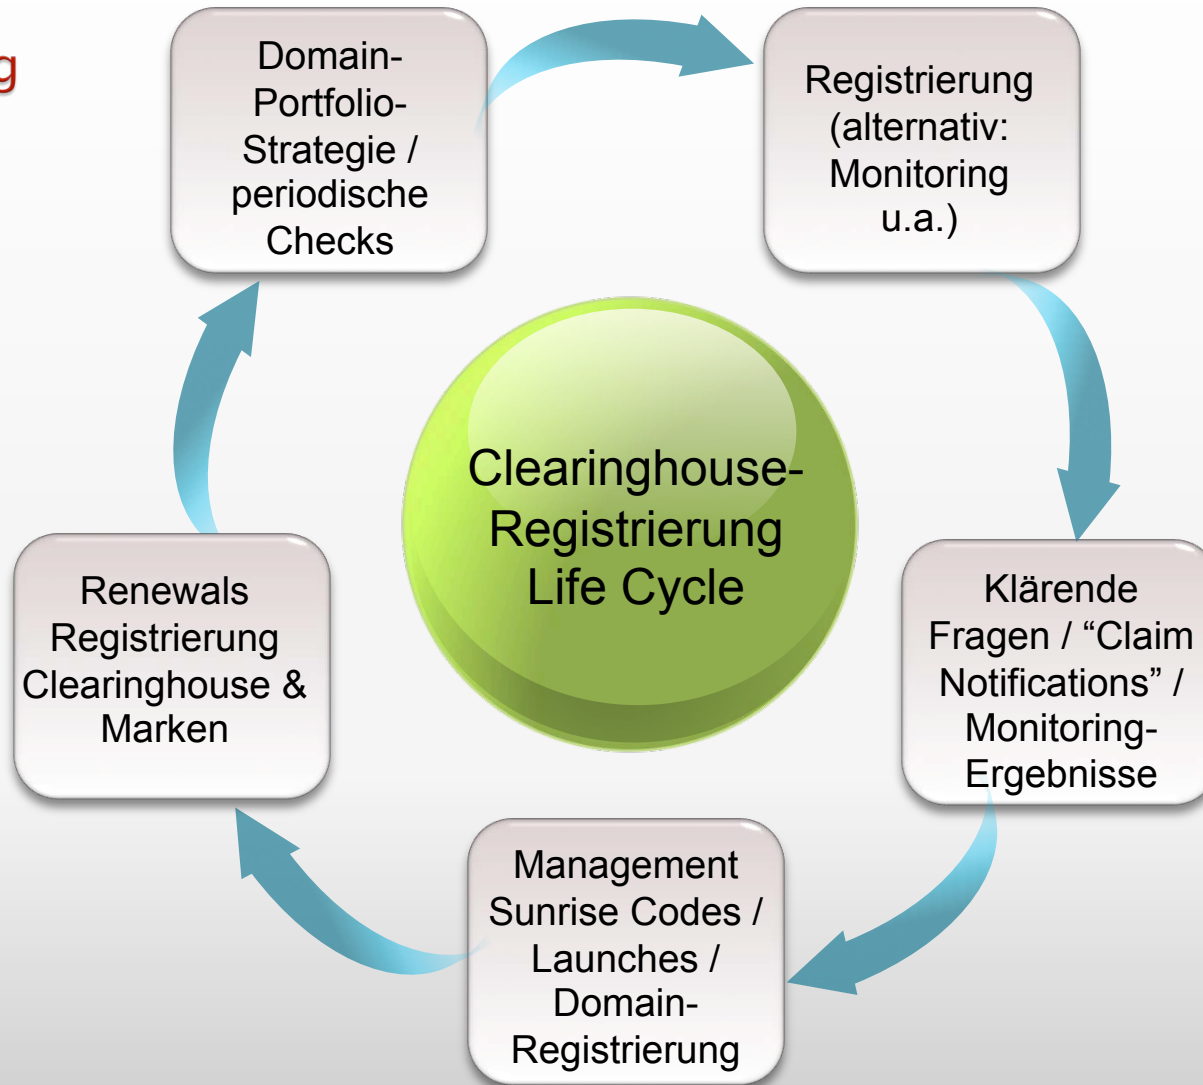 g
Domain-
Portfolio-
Strategie /
periodische
Checks
Registrierung
(alternativ:
Monitoring
u.a.)
Clearinghouse-
Registrierung
Life Cycle
Klärende
Fragen / “Claim
Notifications” /
Monitoring-
Ergebnisse
Management
Sunrise Codes /
Launches /
Domain-
Registrierung
Renewals
Registrierung
Clearinghouse &
Marken